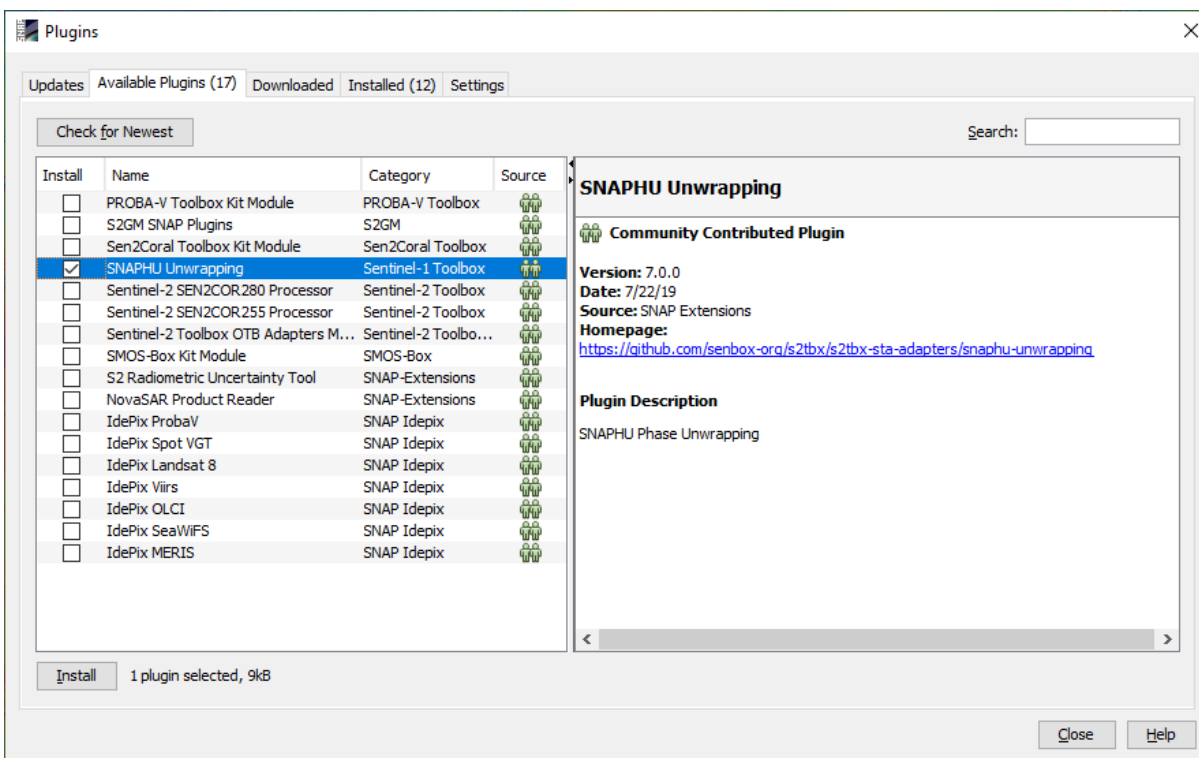 Plugins
Updates Available Plugins (17) Downloaded Installed (12) Settings
Check for Newest Search:
Install Name Category Source
PROBA-V Toolbox Kit Module PROBA-V Toolbox
S2GM SNAP Plugins S2GM
Sen2Coral Toolbox Kit Module Sen2Coral Toolbox
SNAPHU Unwrapping Sentinel-1 Toolbox
Sentinel-2 SEN2COR280 Processor Sentinel-2 Toolbox
Sentinel-2 SEN2COR255 Processor Sentinel-2 Toolbox
Sentinel-2 Toolbox OTB Adapters M... Sentinel-2 Toolbo...
SMOS-Box Kit Module SMOS-Box
S2 Radiometric Uncertainty Tool SNAP-Extensions
NovaSAR Product Reader SNAP-Extensions
IdePix ProbaV SNAP Idepix
IdePix Spot VGT SNAP Idepix
IdePix Landsat 8 SNAP Idepix
IdePix Viirs SNAP Idepix
IdePix OLCI SNAP Idepix
IdePix SeaWiFS SNAP Idepix
IdePix MERIS SNAP Idepix
SNAPHU Unwrapping
Community Contributed Plugin
Version: 7.0.0
Date: 7/22/19
Source: SNAP Extensions
Homepage:
https://github.com/senbox-org/s2tbx/s2tbx-sta-adapters/snaphu-unwrapping
Plugin Description
SNAPHU Phase Unwrapping
Install 1 plugin selected, 9kB
Close Help